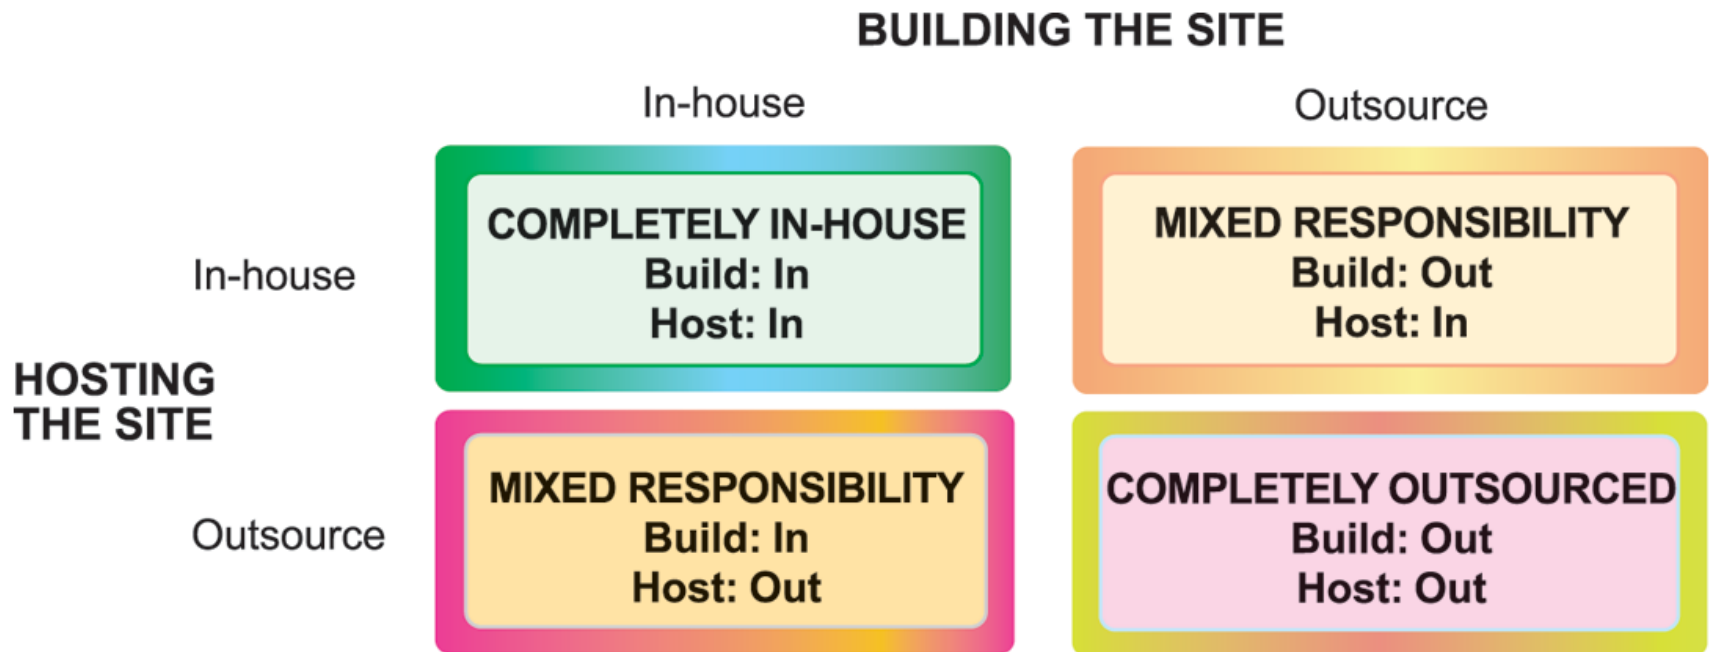 BUILDING THE SITE
In-house
Outsource
HOSTING
THE SITE
In-house
COMPLETELY IN-HOUSE
Build: In
Host: In
MIXED RESPONSIBILITY
Build: Out
Host: In
Outsource
MIXED RESPONSIBILITY
Build: In
Host: Out
COMPLETELY OUTSOURCED
Build: Out
Host: Out